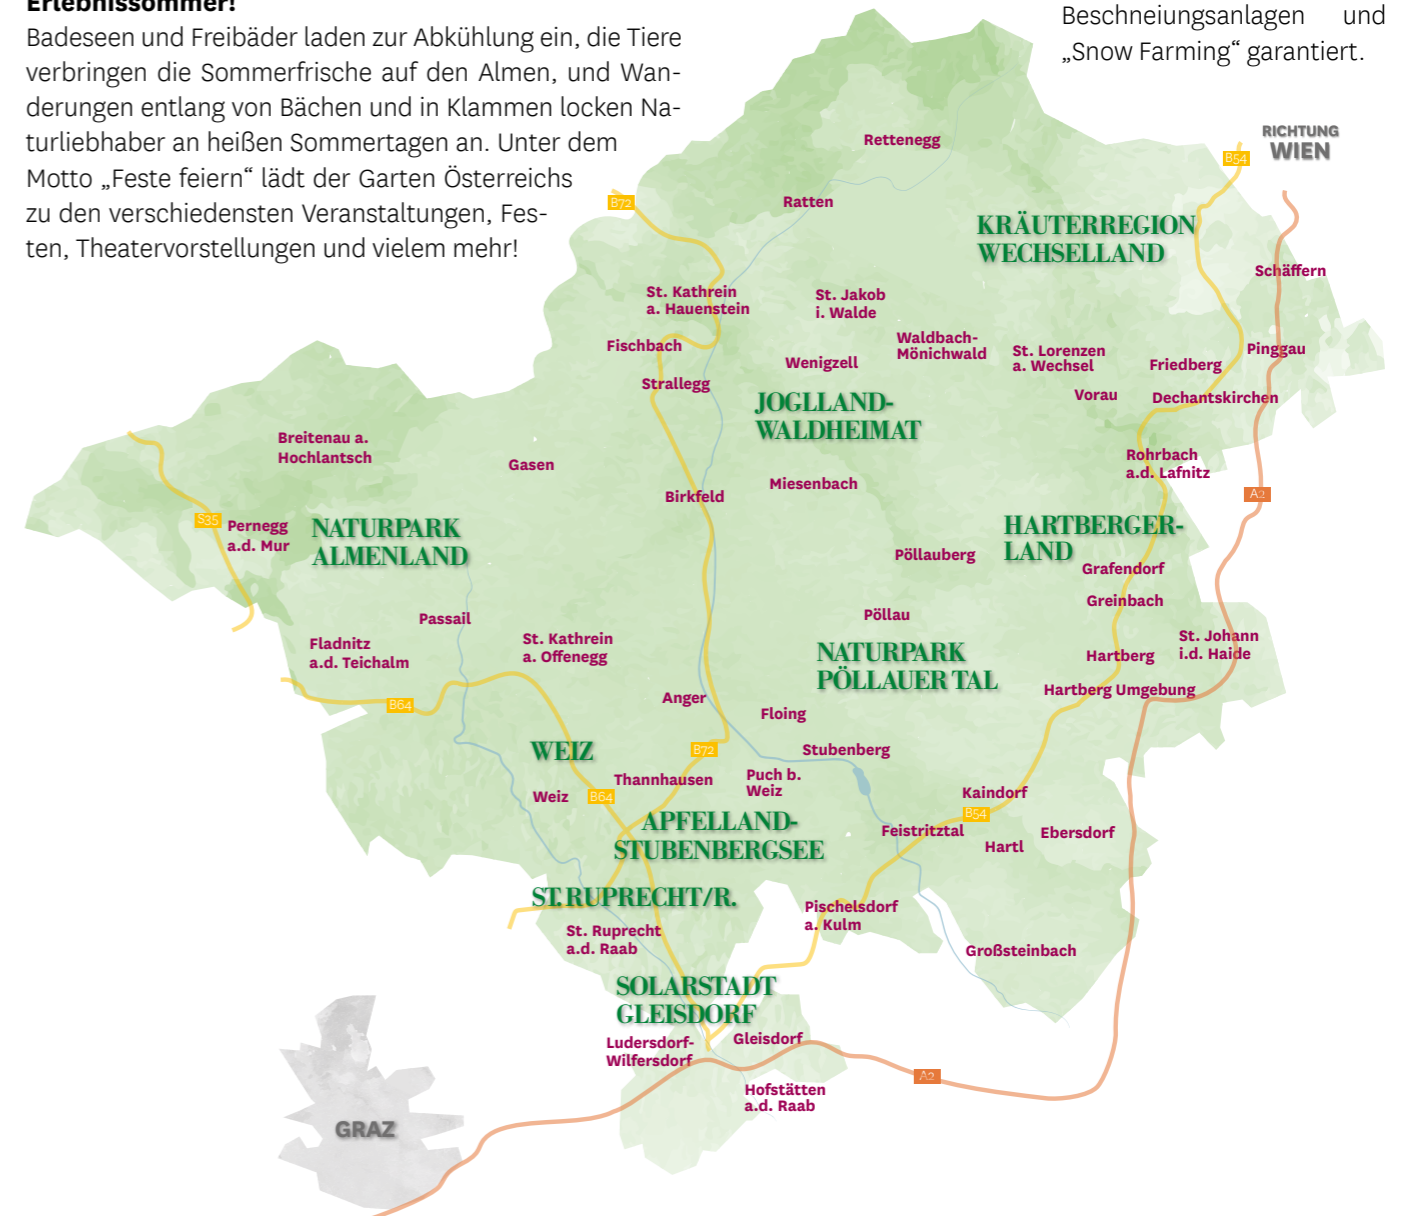 Erlebnissommer!
Badeseen und Freibäder laden zur Abkühlung ein, die Tiere
verbringen die Sommerfrische auf den Almen, und Wan-
derungen entlang von Bächen und in Klammen locken Na-
turliebhaber an heißen Sommertagen an. Unter dem
Motto „Feste feiern“ lädt der Garten Österreichs
zu den verschiedensten Veranstaltungen, Fes-
ten, Theatervorstellungen und vielem mehr!
Beschneiungsanlagen und
„Snow Farming“ garantiert.
RICHTUNG
WIEN
B54
Rettenegg
B72
Ratten
KRÄUTERREGION
WECHSELLAND
Schäffern
St. Kathrein
a. Hauenstein
St. Jakob
i. Walde
Fischbach
Waldbach-
Mönichwald
Wenigzell
St. Lorenzen
a. Wechsel
Friedberg
Pinggau
Strallegg
Vorau
Dechantskirchen
JOGLLAND-
WALDHEIMAT
Breitenau a.
Hochlantsch
Gasen
Rohrbach
a.d. Lafnitz
Birkfeld
Miesenbach
A2
S35
Pernegg
a.d. Mur
NATURPARK
ALMENLAND
HARTBERGER-
LAND
Pöllauberg
Grafendorf
Greinbach
Passail
Pöllau
Fladnitz
a.d. Teichalm
St. Kathrein
a. Offenegg
NATURPARK
PÖLLAUER TAL
Hartberg
St. Johann
i.d. Haide
Hartberg Umgebung
B64
Anger
Floing
WEIZ
B72
Stubenberg
Thannhausen
Puch b.
Weiz
Weiz
B64
Kaindorf
B54
APFELLAND-
STUBENBERGSEE
Feistritztal
Hartl
Ebersdorf
ST.RUPRECHT/R.
Pischelsdorf
a. Kulm
St. Ruprecht
a.d. Raab
Großsteinbach
SOLARSTADT
GLEISDORF
Ludersdorf-
Wilfersdorf
Gleisdorf
A2
Hofstätten
a.d. Raab
GRAZ